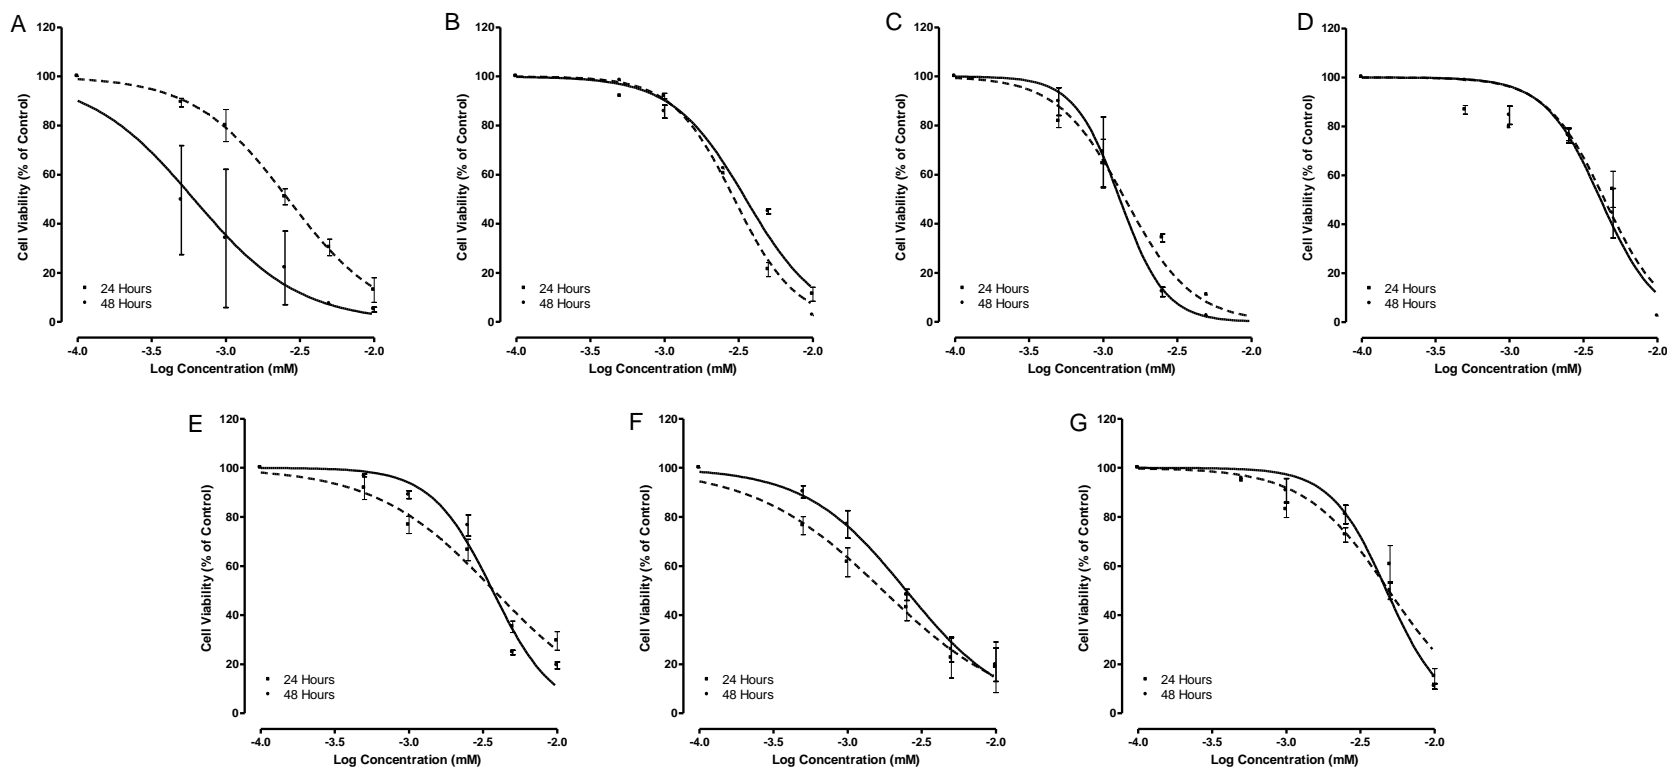 A
Cell Viability (% of Control)
120
100
80
60
40
20
0
24 Hours
48 Hours
-4.0 -3.5 -3.0 -2.5 -2.0
Log Concentration (mM)
B
Cell Viability (% of Control)
120
100
80
60
40
20
0
24 Hours
48 Hours
-4.0 -3.5 -3.0 -2.5 -2.0
Log Concentration (mM)
C
Cell Viability (% of Control)
120
100
80
60
40
20
0
24 Hours
48 Hours
-4.0 -3.5 -3.0 -2.5 -2.0
Log Concentration (mM)
D
Cell Viability (% of Control)
120
100
80
60
40
20
0
24 Hours
48 Hours
-4.0 -3.5 -3.0 -2.5 -2.0
Log Concentration (mM)
E
Cell Viability (% of Control)
120
100
80
60
40
20
0
24 Hours
48 Hours
-4.0 -3.5 -3.0 -2.5 -2.0
Log Concentration (mM)
F
Cell Viability (% of Control)
120
100
80
60
40
20
0
24 Hours
48 Hours
-4.0 -3.5 -3.0 -2.5 -2.0
Log Concentration (mM)
G
Cell Viability (% of Control)
120
100
80
60
40
20
0
24 Hours
48 Hours
-4.0 -3.5 -3.0 -2.5 -2.0
Log Concentration (mM)